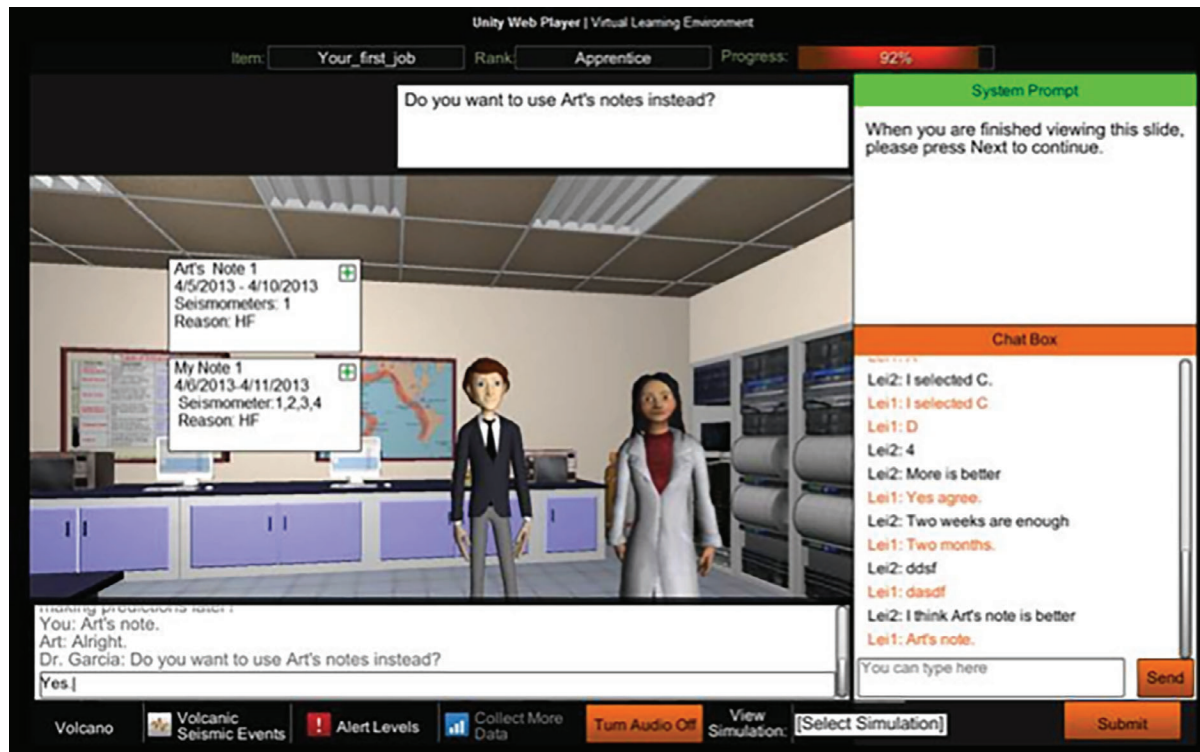 Unity Web Player | Virtual Learning Environment
Item: Your_first_job Rank: Apprentice Progress: 92%
Do you want to use Art's notes instead?
System Prompt
When you are finished viewing this slide,
please press Next to continue.
Art's Note 1
4/5/2013 - 4/10/2013
Seismometers: 1
Reason: HF
My Note 1
4/6/2013-4/11/2013
Seismometer:1,2,3,4
Reason: HF
Chat Box
Lei2: I selected C.
Lei1: I selected C
Lei1: D
Lei2: 4
Lei2: More is better
Lei1: Yes agree.
Lei2: Two weeks are enough
Lei1: Two months.
Lei2: ddsf
Lei1: dasdf
Lei2: I think Art's note is better
Lei1: Art's note.
You can type here
Send
making predictions later?
You: Art's note.
Art: Alright.
Dr. Garcia: Do you want to use Art's notes instead?
Yes.
Volcano
Volcanic
Seismic Events
Alert Levels
Collect More
Data
Turn Audio Off
View
Simulation:
[Select Simulation]
Submit